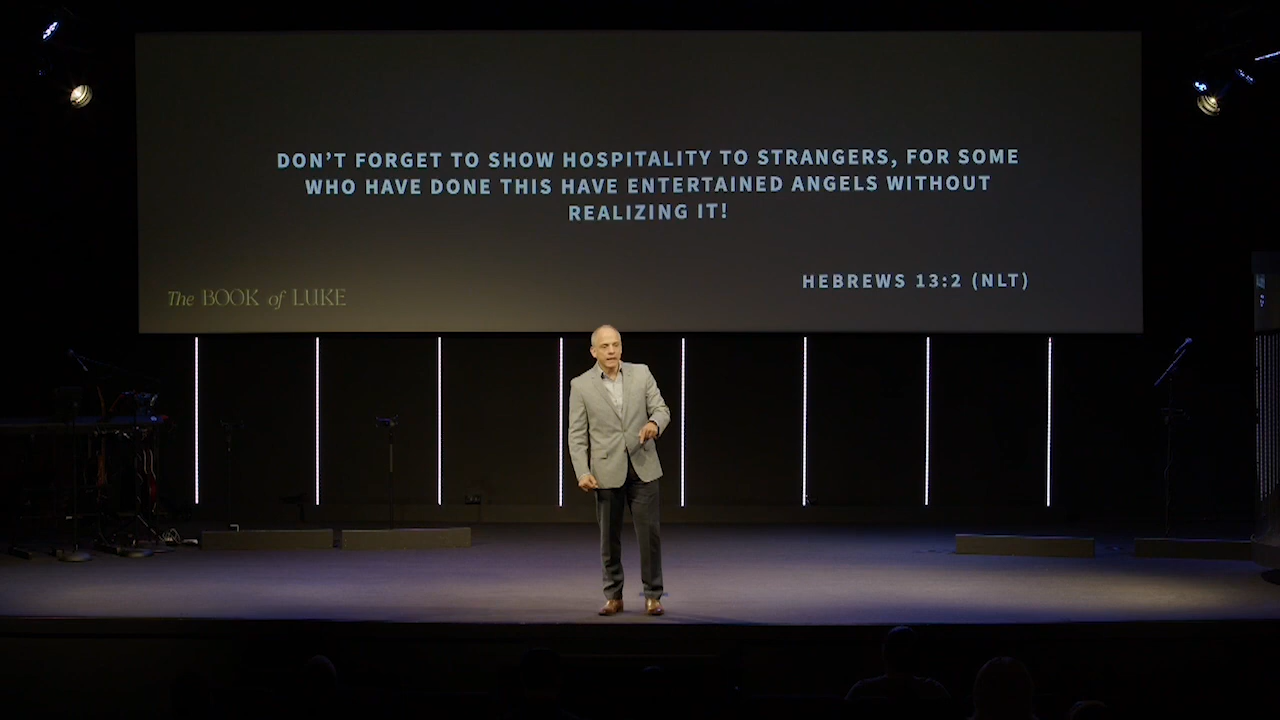 DON'T FORGET TO SHOW HOSPITALITY TO STRANGERS, FOR SOME
WHO HAVE DONE THIS HAVE ENTERTAINED ANGELS WITHOUT
REALIZING IT!
HEBREWS 13:2 (NLT)
The BOOK of LUKE